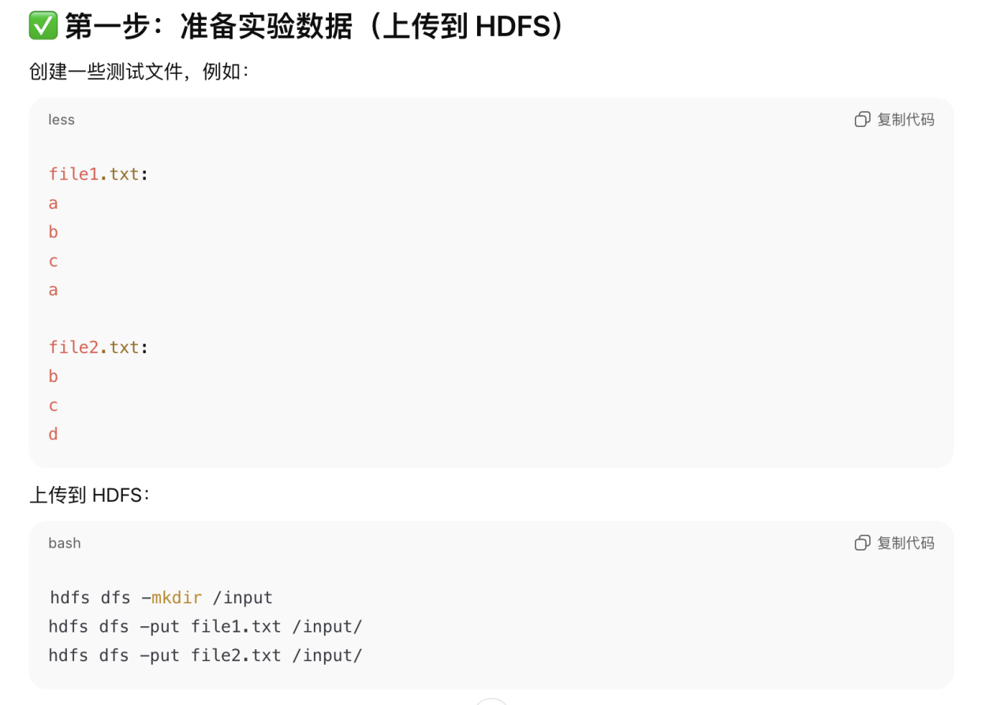 ✅ 第一步：准备实验数据（上传到 HDFS）
创建一些测试文件，例如：
less 复制代码
file1.txt:
a
b
c
a
file2.txt:
b
c
d
上传到 HDFS：
bash 复制代码
hdfs dfs -mkdir /input
hdfs dfs -put file1.txt /input/
hdfs dfs -put file2.txt /input/